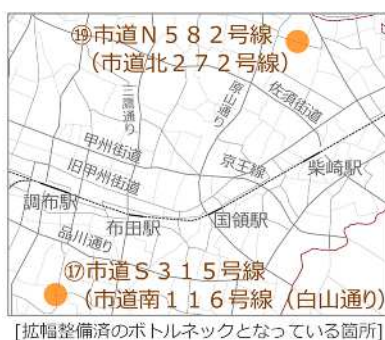 ⑲市道N582号線
（市道北272号線）
三鷹通り
原山通り
佐須街道
甲州街道
旧甲州街道
京王線
柴崎駅
調布駅
布田駅
国領駅
品川通り
⑰市道S315号線
（市道南116号線（白山通り）
[拡幅整備済のボトルネックとなっている箇所]